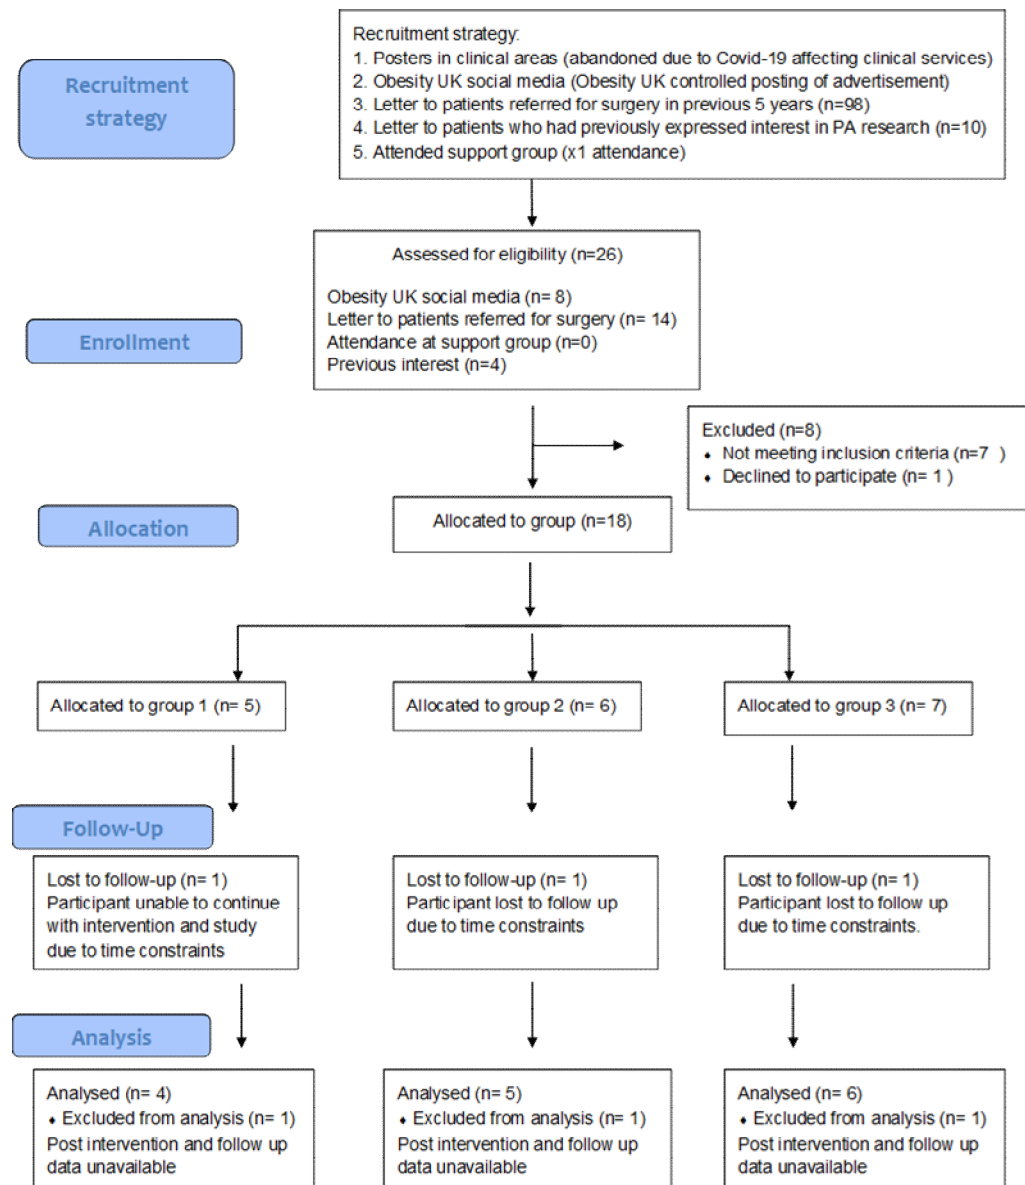 Recruitment
strategy
Recruitment strategy:
1. Posters in clinical areas (abandoned due to Covid-19 affecting clinical services)
2. Obesity UK social media (Obesity UK controlled posting of advertisement)
3. Letter to patients referred for surgery in previous 5 years (n=98)
4. Letter to patients who had previously expressed interest in PA research (n=10)
5. Attended support group (x1 attendance)
Enrollment
Assessed for eligibility (n=26)
Obesity UK social media (n= 8)
Letter to patients referred for surgery (n= 14)
Attendance at support group (n=0)
Previous interest (n=4)
Excluded (n=8)
⬧ Not meeting inclusion criteria (n=7 )
⬧ Declined to participate (n= 1 )
Allocation
Allocated to group (n=18)
Allocated to group 1 (n= 5)
Allocated to group 2 (n= 6)
Allocated to group 3 (n= 7)
Follow-Up
Lost to follow-up (n= 1)
Participant unable to continue
with intervention and study
due to time constraints
Lost to follow-up (n= 1)
Participant lost to follow up
due to time constraints
Lost to follow-up (n= 1)
Participant lost to follow up
due to time constraints.
Analysis
Analysed (n= 4)
⬧ Excluded from analysis (n= 1)
Post intervention and follow up
data unavailable
Analysed (n= 5)
⬧ Excluded from analysis (n= 1)
Post intervention and follow up
data unavailable
Analysed (n= 6)
⬧ Excluded from analysis (n= 1)
Post intervention and follow up
data unavailable